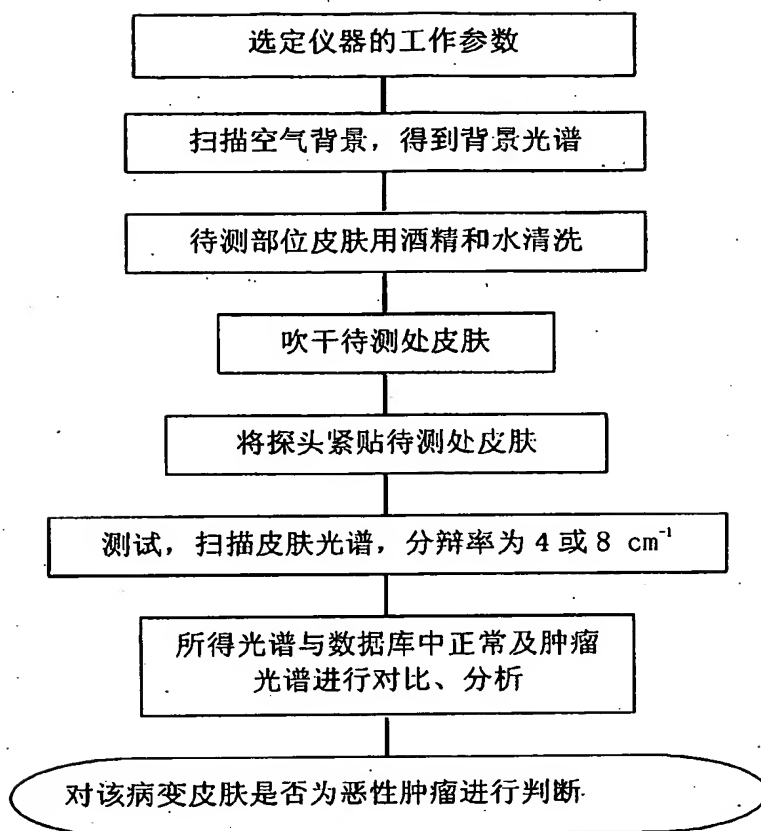 选定仪器的工作参数
扫描空气背景，得到背景光谱
待测部位皮肤用酒精和水清洗
吹干待测处皮肤
将探头紧贴待测处皮肤
测试，扫描皮肤光谱，分辩率为 4 或 8 cm⁻¹
所得光谱与数据库中正常及肿瘤
光谱进行对比、分析
对该病变皮肤是否为恶性肿瘤进行判断